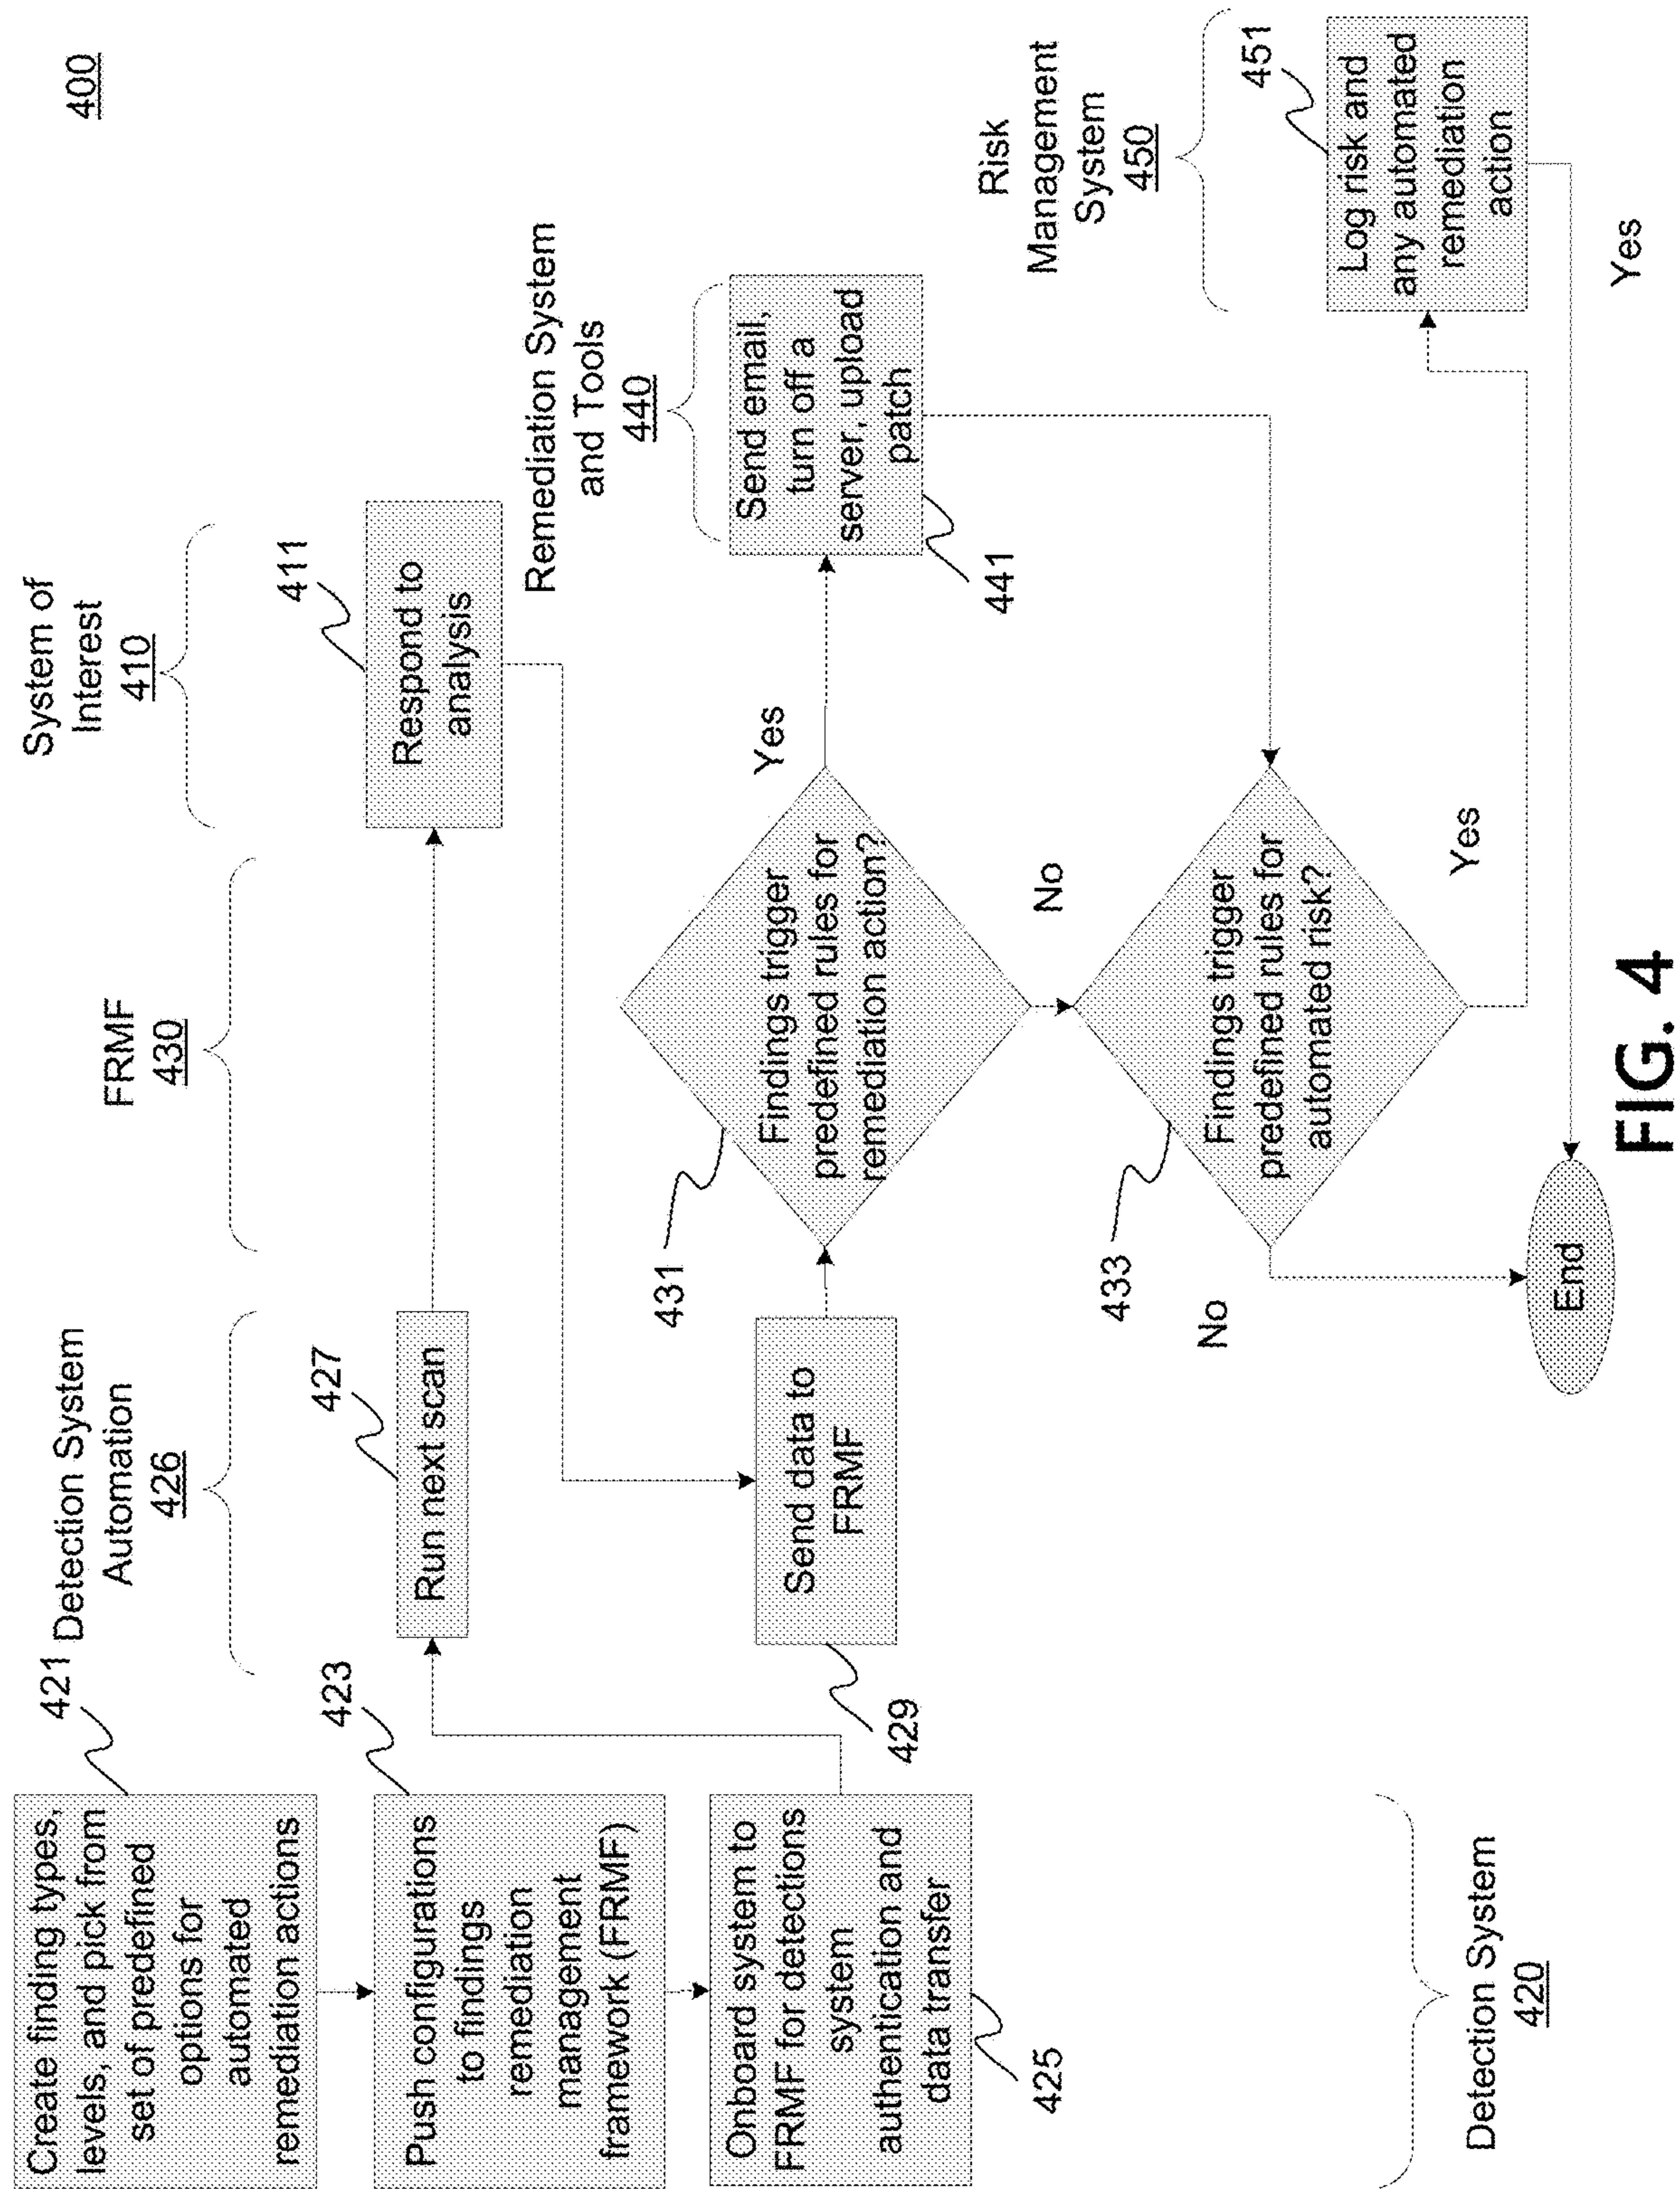 400
Create finding types,
levels, and pick from
set of predefined
options for
automated
remediation actions
421
Push configurations
to findings
remediation
management
framework (FRMF)
423
Onboard system to
FRMF for detections
system
authentication and
data transfer
425
Detection System
420
Detection System
Automation
426
Run next scan
427
Send data to
FRMF
429
FRMF
430
Findings trigger
predefined rules for
remediation action?
431
Yes
No
Findings trigger
predefined rules for
automated risk?
433
No
Yes
End
System of
Interest
410
Respond to
analysis
411
Remediation System
and Tools
440
Send email,
turn off a
server, upload
patch
441
Risk
Management
System
450
Log risk and
any automated
remediation
action
451
Yes
FIG. 4